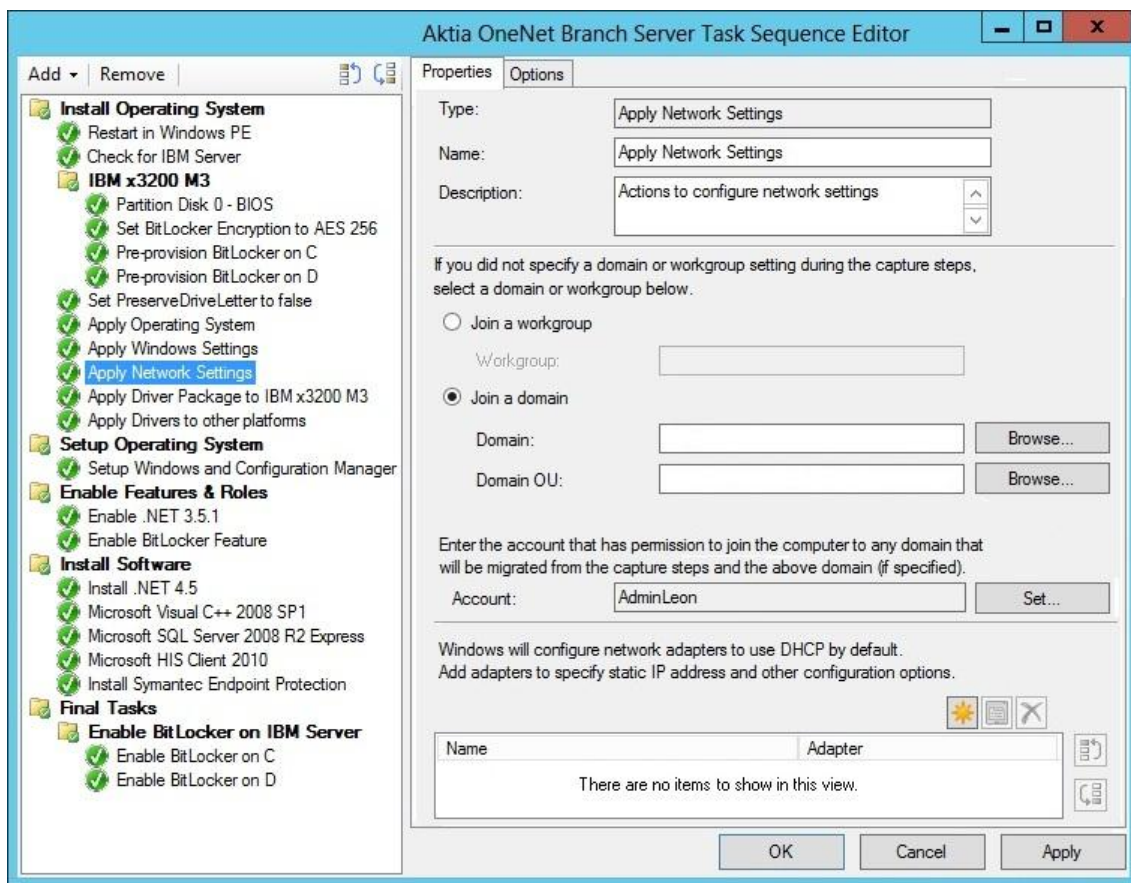 Aktia OneNet Branch Server Task Sequence Editor
Add
Remove
Install Operating System
Restart in Windows PE
Check for IBM Server
IBM x3200 M3
Partition Disk 0 - BIOS
Set BitLocker Encryption to AES 256
Pre-provision BitLocker on C
Pre-provision BitLocker on D
Set PreserveDriveLetter to false
Apply Operating System
Apply Windows Settings
Apply Network Settings
Apply Driver Package to IBM x3200 M3
Apply Drivers to other platforms
Setup Operating System
Setup Windows and Configuration Manager
Enable Features & Roles
Enable .NET 3.5.1
Enable BitLocker Feature
Install Software
Install .NET 4.5
Microsoft Visual C++ 2008 SP1
Microsoft SQL Server 2008 R2 Express
Microsoft HIS Client 2010
Install Symantec Endpoint Protection
Final Tasks
Enable BitLocker on IBM Server
Enable BitLocker on C
Enable BitLocker on D
Properties
Options
Type: Apply Network Settings
Name: Apply Network Settings
Description: Actions to configure network settings
If you did not specify a domain or workgroup setting during the capture steps,
select a domain or workgroup below.
Join a workgroup
Workgroup:
Join a domain
Domain: Browse...
Domain OU: Browse...
Enter the account that has permission to join the computer to any domain that
will be migrated from the capture steps and the above domain (if specified).
Account: AdminLeon Set...
Windows will configure network adapters to use DHCP by default.
Add adapters to specify static IP address and other configuration options.
Name Adapter
There are no items to show in this view.
OK Cancel Apply